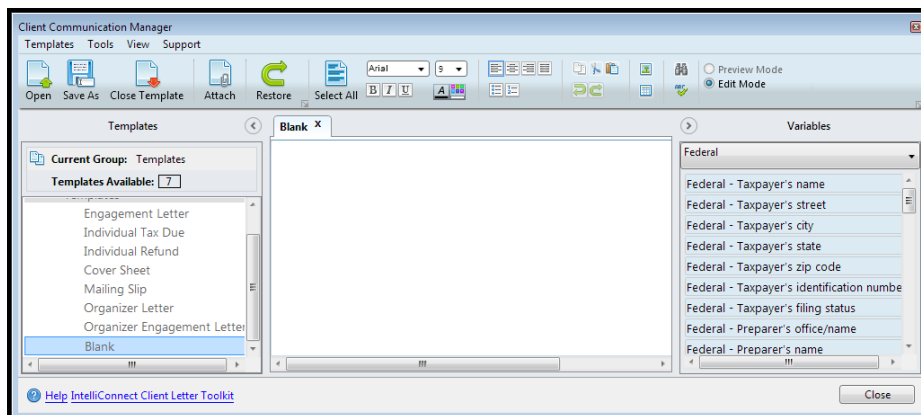 Client Communication Manager
Templates Tools View Support
Open Save As Close Template Attach Restore Select All
Arial 9
B I U A
ABC
Preview Mode
Edit Mode
Templates
Current Group: Templates
Templates Available: 7
Templates
Engagement Letter
Individual Tax Due
Individual Refund
Cover Sheet
Mailing Slip
Organizer Letter
Organizer Engagement Letter
Blank
Blank X
Variables
Federal
Federal - Taxpayer's name
Federal - Taxpayer's street
Federal - Taxpayer's city
Federal - Taxpayer's state
Federal - Taxpayer's zip code
Federal - Taxpayer's identification numbe
Federal - Taxpayer's filing status
Federal - Preparer's office/name
Federal - Preparer's name
Help IntelliConnect Client Letter Toolkit
Close